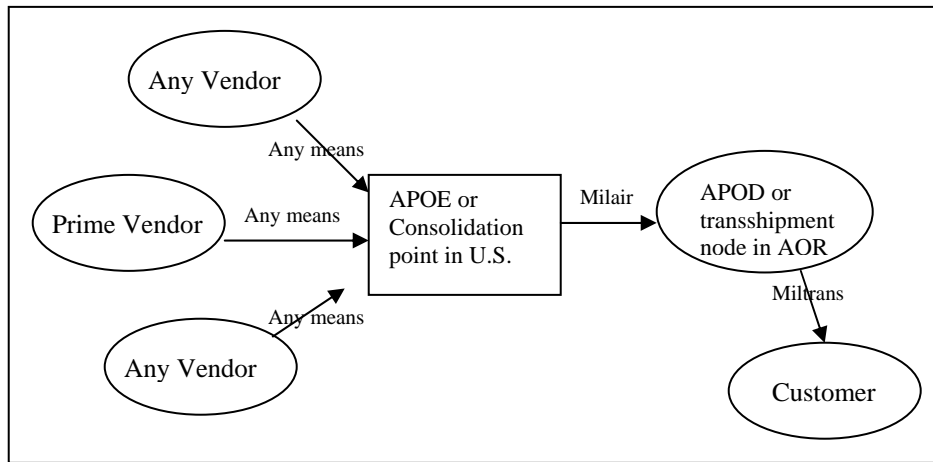 Any Vendor
Any means
Prime Vendor
Any means
APOE or
Consolidation
point in U.S.
Milair
APOD or
transshipment
node in AOR
Any means
Miltrans
Any Vendor
Customer